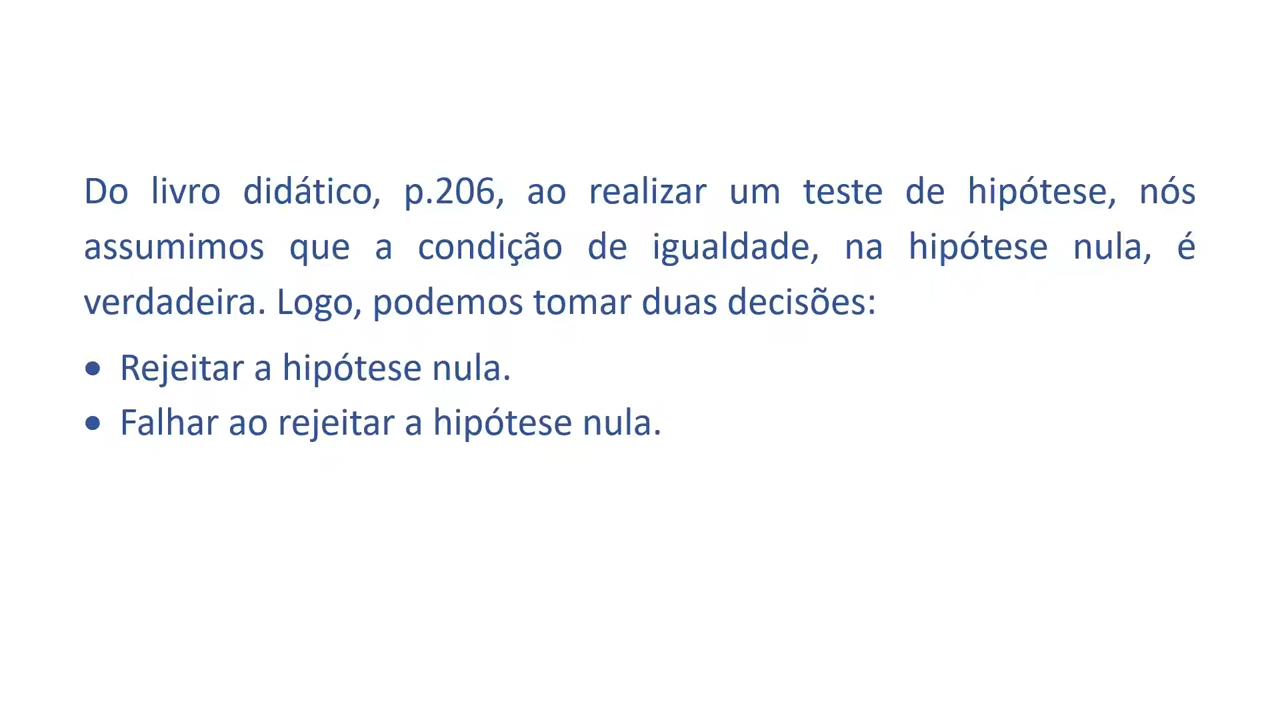 Do livro didático, p.206, ao realizar um teste de hipótese, nós
assumimos que a condição de igualdade, na hipótese nula, é
verdadeira. Logo, podemos tomar duas decisões:
• Rejeitar a hipótese nula.
• Falhar ao rejeitar a hipótese nula.